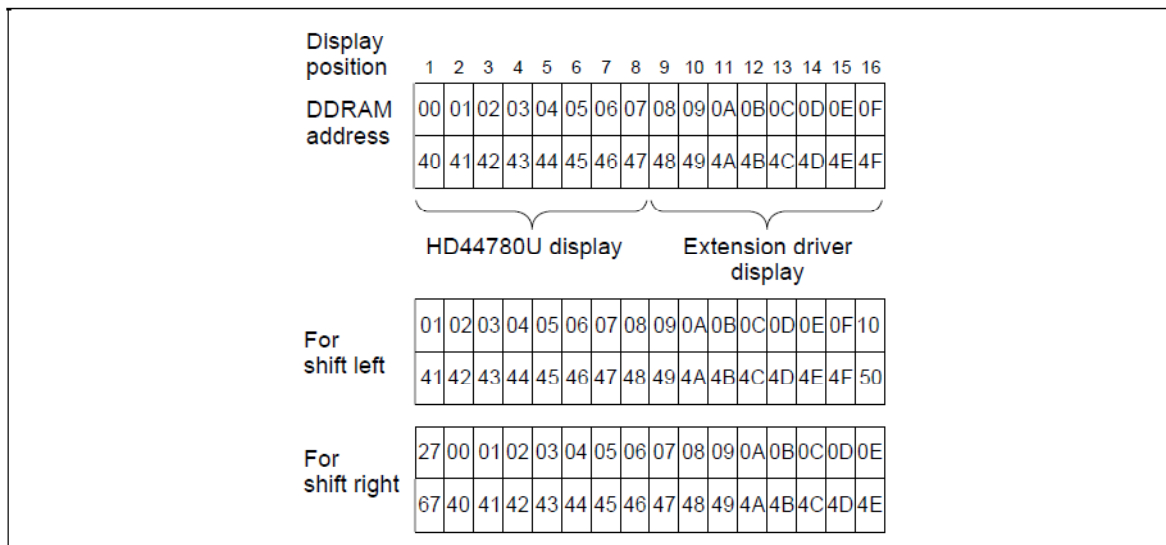 Display
position 1 2 3 4 5 6 7 8 9 10 11 12 13 14 15 16
DDRAM
address
00 01 02 03 04 05 06 07 08 09 0A 0B 0C 0D 0E 0F
40 41 42 43 44 45 46 47 48 49 4A 4B 4C 4D 4E 4F
HD44780U display
Extension driver
display
For
shift left
01 02 03 04 05 06 07 08 09 0A 0B 0C 0D 0E 0F 10
41 42 43 44 45 46 47 48 49 4A 4B 4C 4D 4E 4F 50
For
shift right
27 00 01 02 03 04 05 06 07 08 09 0A 0B 0C 0D 0E
67 40 41 42 43 44 45 46 47 48 49 4A 4B 4C 4D 4E